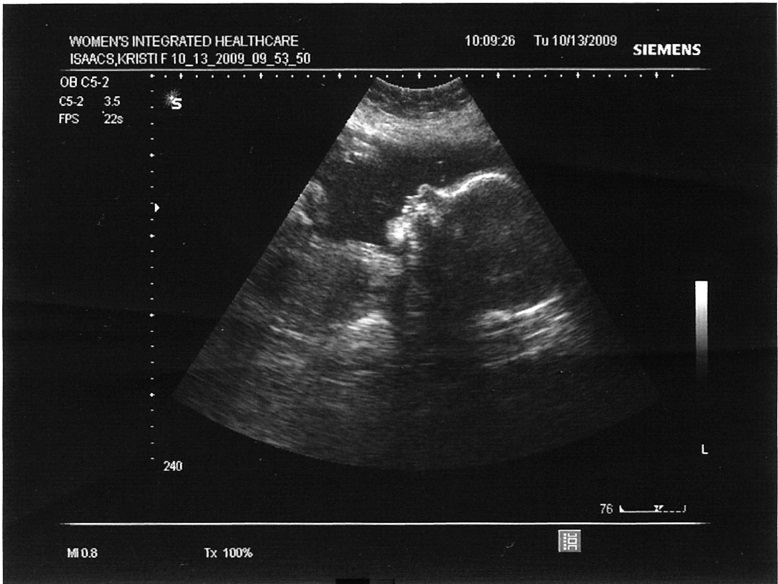 WOMEN'S INTEGRATED HEALTHCARE
10:09:26 Tu 10/13/2009
SIEMENS
ISAACS,KRISTI F 10_13_2009_09_53_50
OB C5-2
C5-2 3.5
FPS 22s
S
240
L
76
MI 0.8 Tx 100%